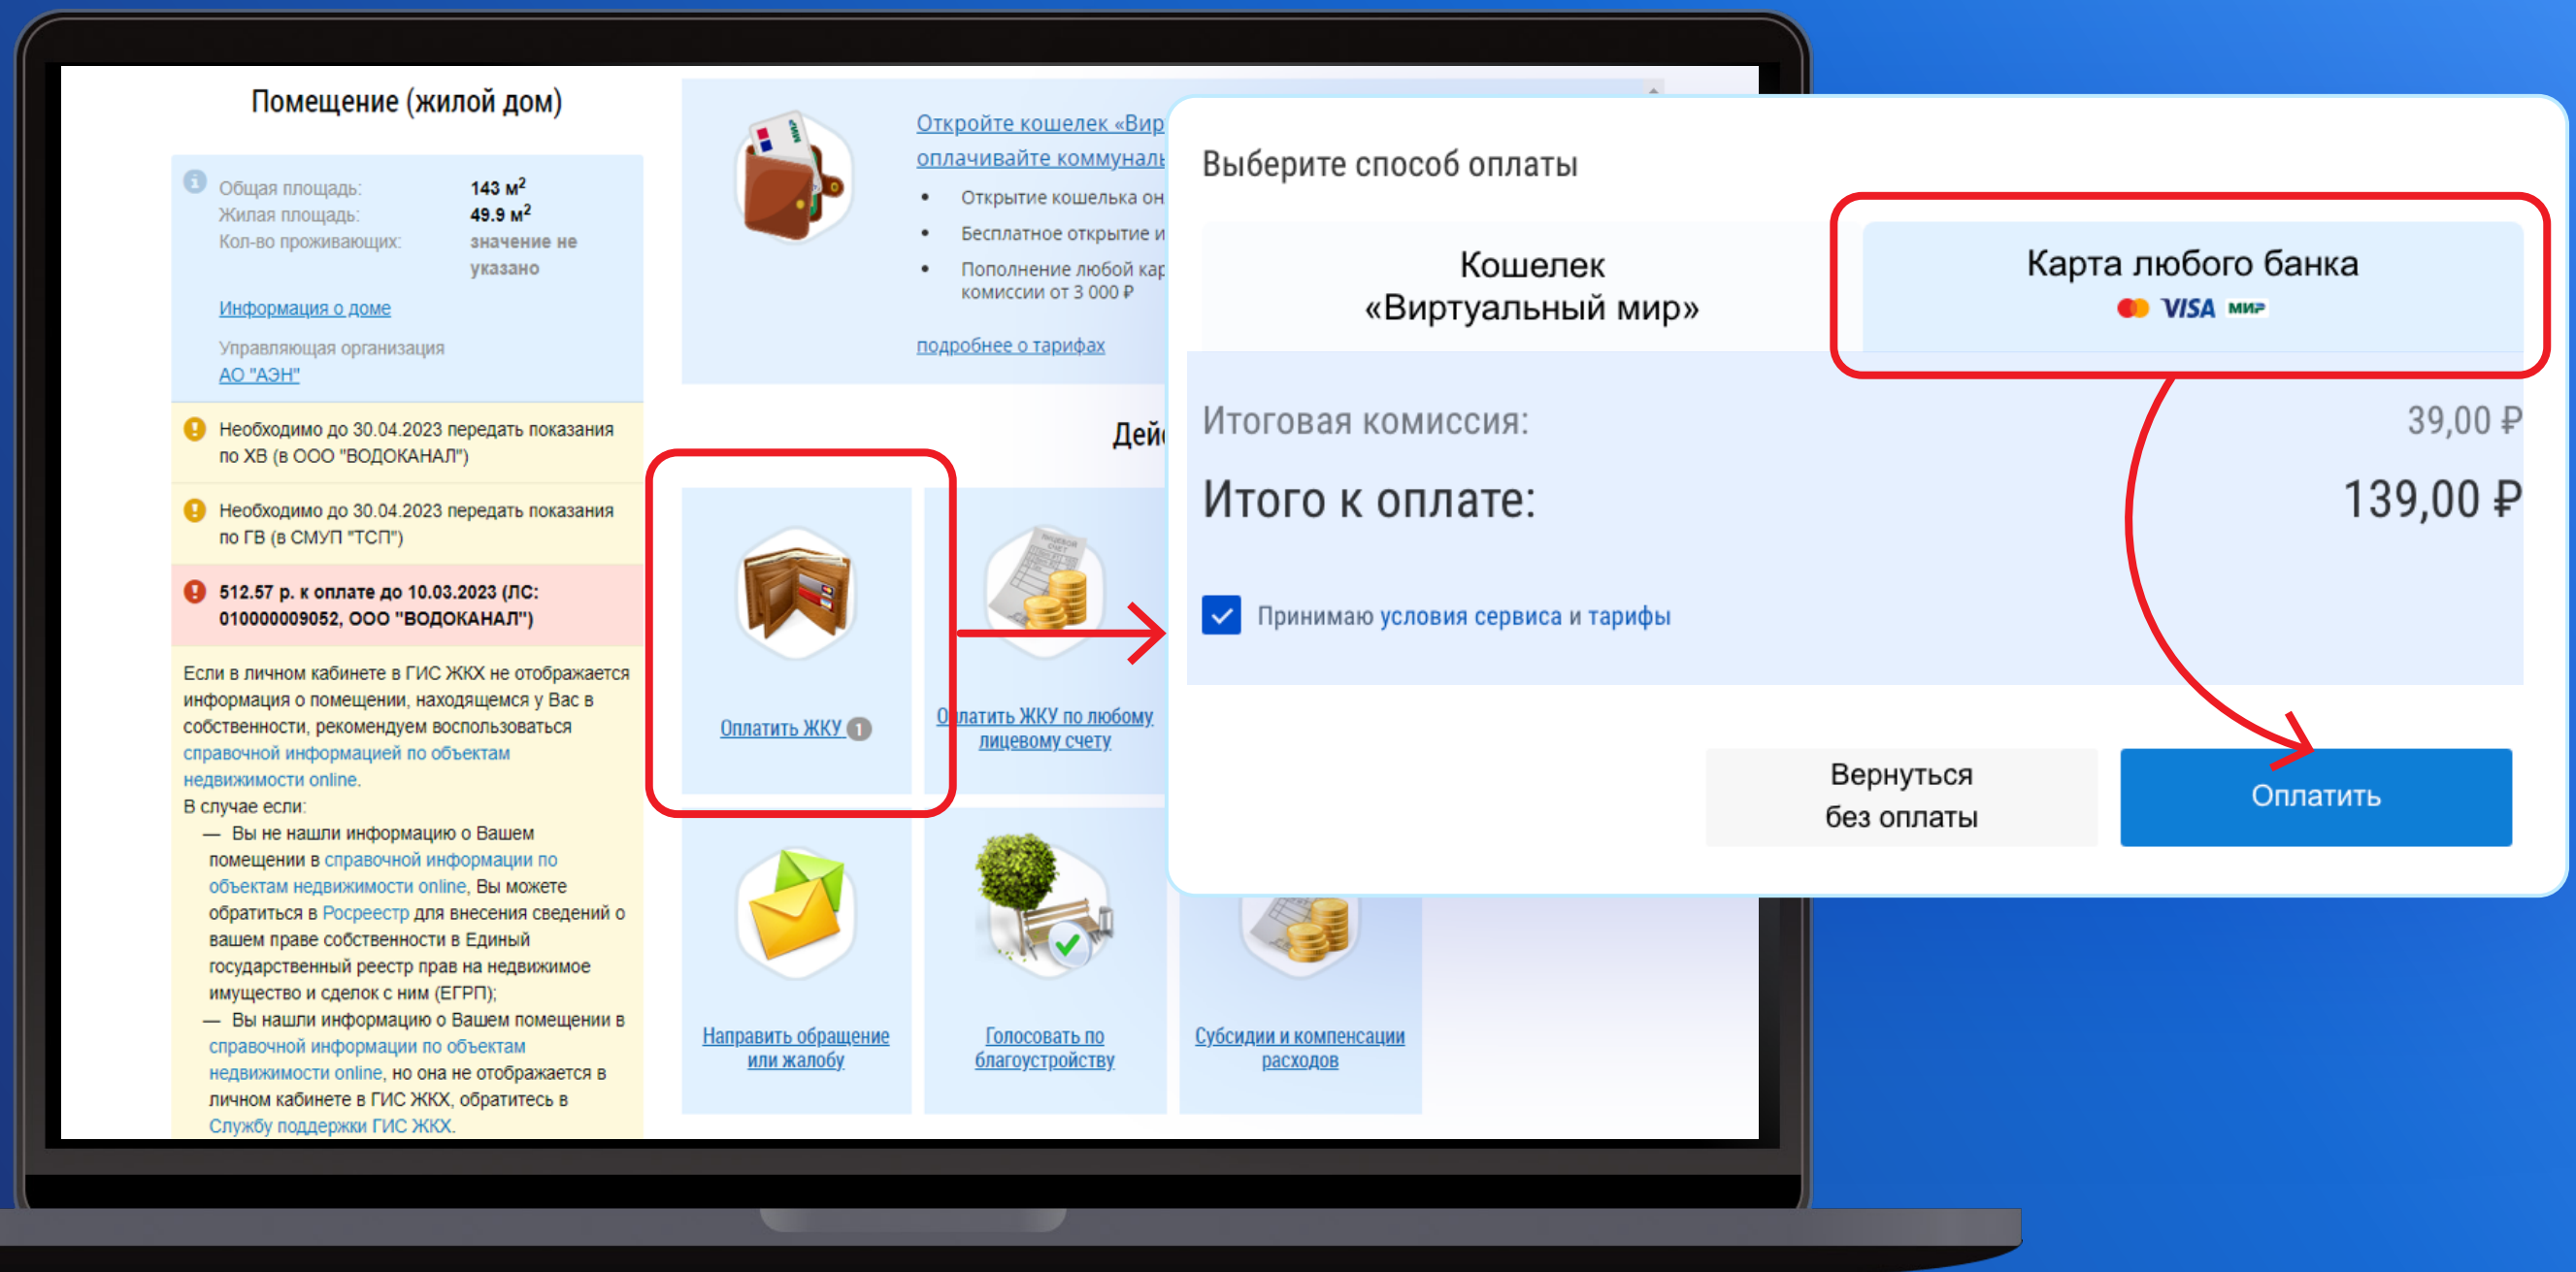 Помещение (жилой дом)
Общая площадь: 143 м²
Жилая площадь: 49.9 м²
Кол-во проживающих: значение не
указано
Информация о доме
Управляющая организация
АО "АЭН"
Необходимо до 30.04.2023 передать показания
по ХВ (в ООО "ВОДОКАНАЛ")
Необходимо до 30.04.2023 передать показания
по ГВ (в СМУП "ТСП")
512.57 р. к оплате до 10.03.2023 (ЛС:
010000009052, ООО "ВОДОКАНАЛ")
Если в личном кабинете в ГИС ЖКХ не отображается
информация о помещении, находящемся у Вас в
собственности, рекомендуем воспользоваться
справочной информацией по объектам
недвижимости online.
В случае если:
— Вы не нашли информацию о Вашем
помещении в справочной информации по
объектам недвижимости online, Вы можете
обратиться в Росреестр для внесения сведений о
вашем праве собственности в Единый
государственный реестр прав на недвижимое
имущество и сделок с ним (ЕГРП);
— Вы нашли информацию о Вашем помещении в
справочной информации по объектам
недвижимости online, но она не отображается в
личном кабинете в ГИС ЖКХ, обратитесь в
Службу поддержки ГИС ЖКХ.
МИР
Откройте кошелек «Вир
оплачивайте коммунал
• Открытие кошелька он
• Бесплатное открытие и
• Пополнение любой кар
комиссии от 3 000 ₽
подробнее о тарифах
Дей
Оплатить ЖКУ 1
ЛИЦЕВОЙ
СЧЕТ
Оплатить ЖКУ по любому
лицевому счету
Направить обращение
или жалобу
Голосовать по
благоустройству
Субсидии и компенсации
расходов
Выберите способ оплаты
Кошелек
«Виртуальный мир»
Карта любого банка
VISA МИР
Итоговая комиссия: 39,00 ₽
Итого к оплате: 139,00 ₽
Принимаю условия сервиса и тарифы
Вернуться
без оплаты
Оплатить